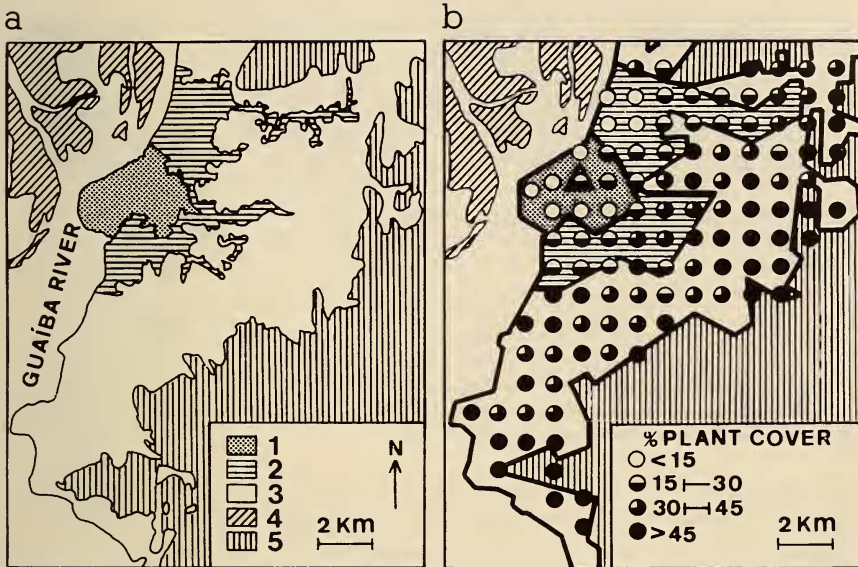 a
GUAÍBA RIVER
1
2
3
4
5
N
2 Km
b
% PLANT COVER
<15
15⊢30
30⊢45
>45
2 Km